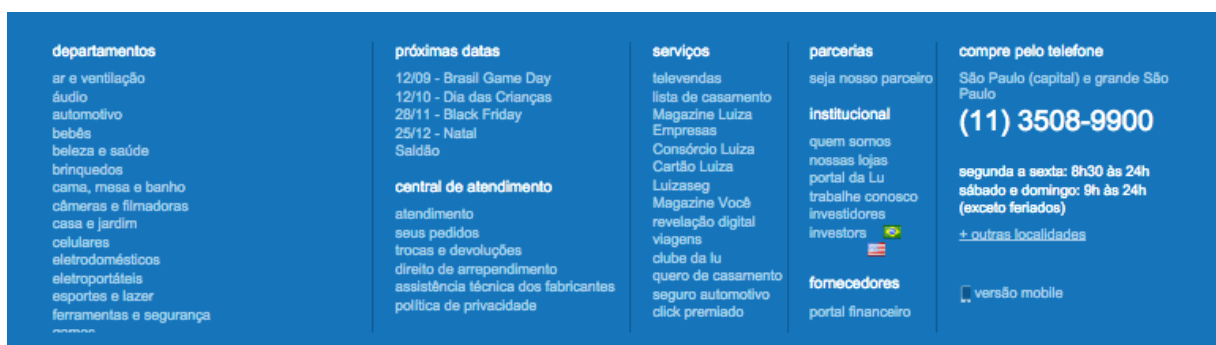 departamentos
ar e ventilação
áudio
automotivo
bebês
beleza e saúde
brinquedos
cama, mesa e banho
câmeras e filmadoras
casa e jardim
celulares
eletrodomésticos
eletroportáteis
esportes e lazer
ferramentas e segurança
games
próximas datas
12/09 - Brasil Game Day
12/10 - Dia das Crianças
28/11 - Black Friday
25/12 - Natal
Saldão
central de atendimento
atendimento
seus pedidos
trocas e devoluções
direito de arrependimento
assistência técnica dos fabricantes
política de privacidade
serviços
televendas
lista de casamento
Magazine Luiza
Empresas
Consórcio Luiza
Cartão Luiza
Luizaseg
Magazine Você
revelação digital
viagens
clube da lu
quero de casamento
seguro automotivo
click premiado
parcerias
seja nosso parceiro
institucional
quem somos
nossas lojas
portal da Lu
trabalhe conosco
investidores
investors
fornecedores
portal financeiro
compre pelo telefone
São Paulo (capital) e grande São
Paulo
(11) 3508-9900
segunda a sexta: 8h30 às 24h
sábado e domingo: 9h às 24h
(exceto feriados)
+ outras localidades
versão mobile